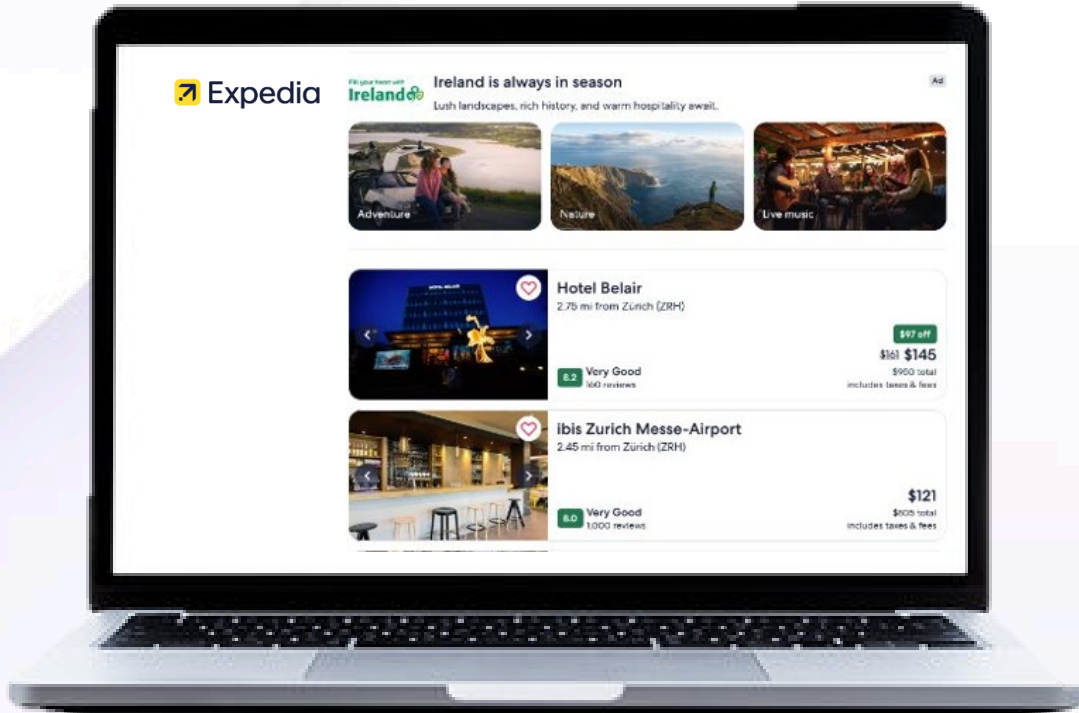 Expedia
Fill your heart with
Ireland
Ireland is always in season
Ad
Lush landscapes, rich history, and warm hospitality await.
Adventure
Nature
Live music
HOTEL BELAIR
Hotel Belair
2.75 mi from Zürich (ZRH)
$97 off
$161 $145
8.2
Very Good
160 reviews
$950 total
includes taxes & fees
ibis Zurich Messe-Airport
2.45 mi from Zürich (ZRH)
$121
8.0
Very Good
1,000 reviews
$805 total
includes taxes & fees